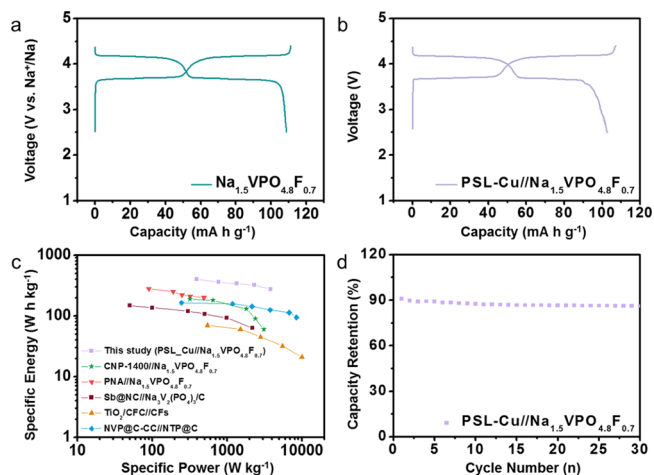 a
Voltage (V vs. Na⁺/Na)
5
4
3
2
1
0 20 40 60 80 100 120
Capacity (mA h g⁻¹)
Na₁.₅VPO₄.₈F₀.₇
b
Voltage (V)
5
4
3
2
1
0 20 40 60 80 100 120
Capacity (mA h g⁻¹)
PSL-Cu//Na₁.₅VPO₄.₈F₀.₇
c
Specific Energy (W h kg⁻¹)
1000
100
10
1
10 100 1000 10000
Specific Power (W kg⁻¹)
This study (PSL_Cu//Na₁.₅VPO₄.₈F₀.₇)
CNP-1400//Na₁.₅VPO₄.₈F₀.₇
PNA//Na₁.₅VPO₄.₈F₀.₇
Sb@NC//Na₃V₂(PO₄)₃/C
TiO₂/CFC//CFs
NVP@C-CC//NTP@C
d
Capacity Retention (%)
120
90
60
30
0
0 5 10 15 20 25 30
Cycle Number (n)
PSL-Cu//Na₁.₅VPO₄.₈F₀.₇